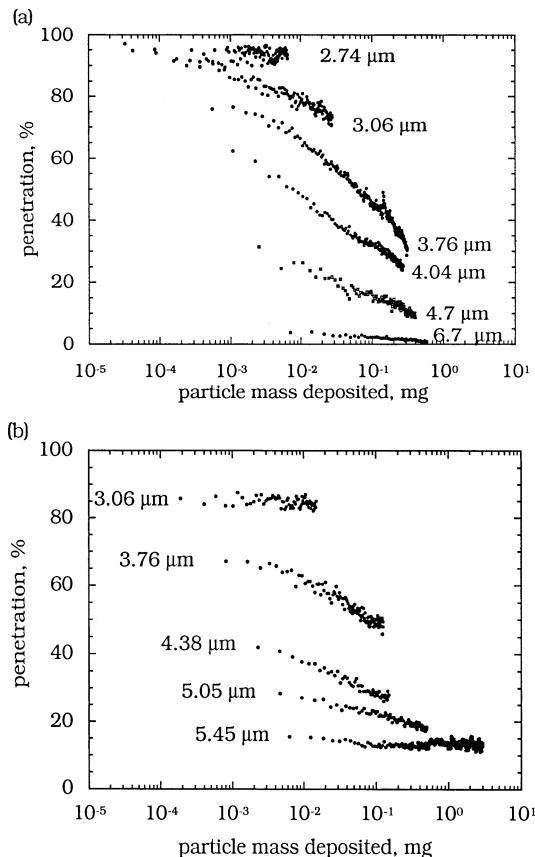 (a)
100
80
60
40
20
0
penetration, %
2.74 μm
3.06 μm
3.76 μm
4.04 μm
4.7 μm
6.7 μm
10⁻⁵ 10⁻⁴ 10⁻³ 10⁻² 10⁻¹ 10⁰ 10¹
particle mass deposited, mg
(b)
100
80
60
40
20
0
penetration, %
3.06 μm
3.76 μm
4.38 μm
5.05 μm
5.45 μm
10⁻⁵ 10⁻⁴ 10⁻³ 10⁻² 10⁻¹ 10⁰ 10¹
particle mass deposited, mg